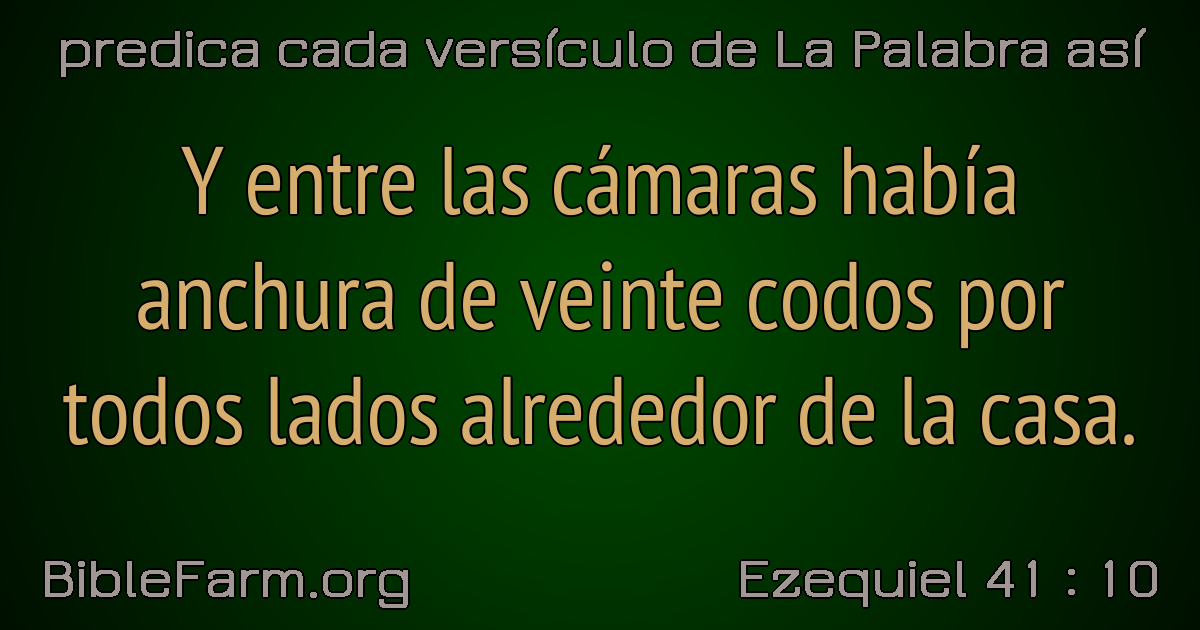 predica cada versículo de La Palabra así
Y entre las cámaras había
anchura de veinte codos por
todos lados alrededor de la casa.
BibleFarm.org
Ezequiel 41 : 10